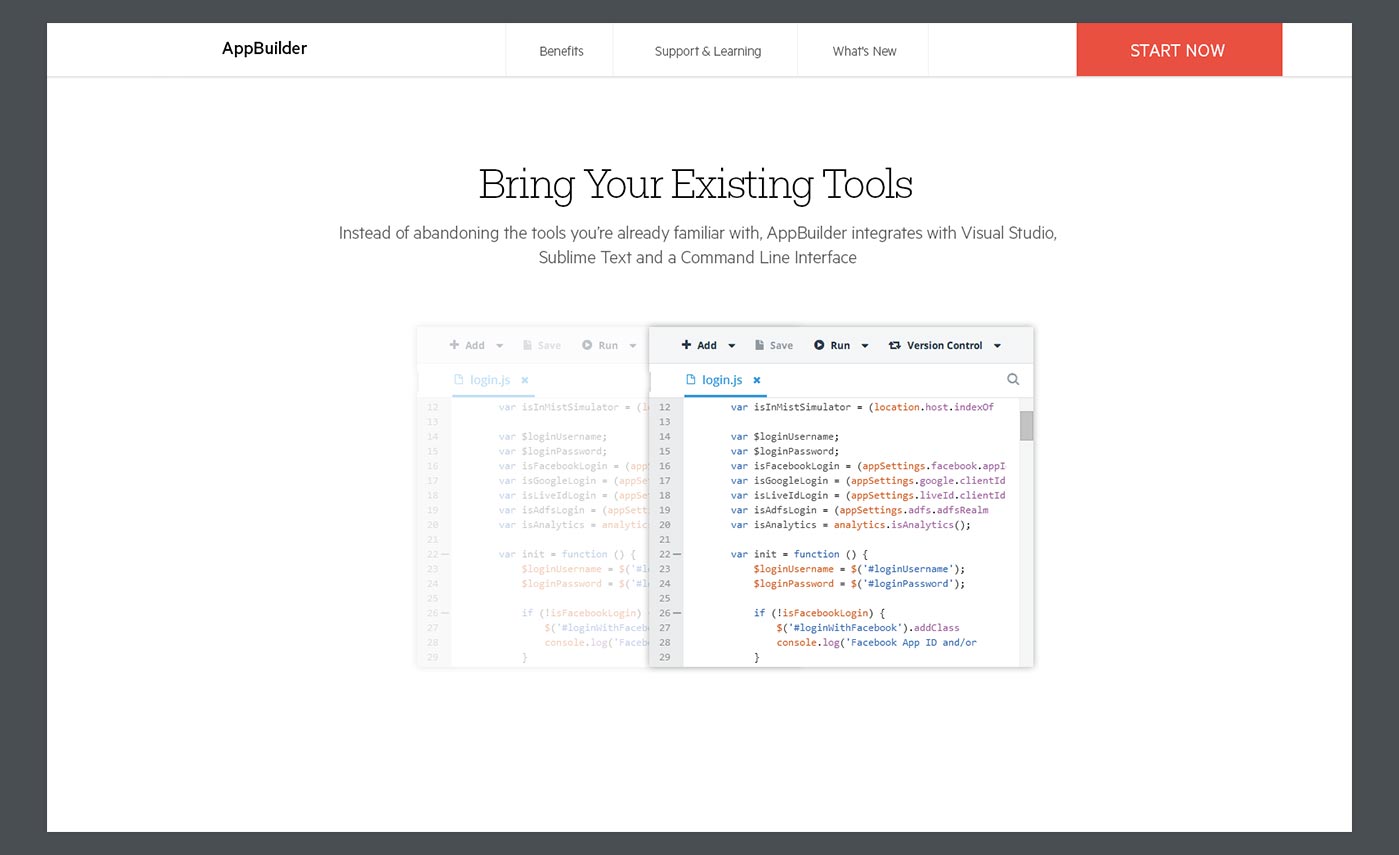 AppBuilder
Benefits
Support & Learning
What's New
START NOW
Bring Your Existing Tools
Instead of abandoning the tools you're already familiar with, AppBuilder integrates with Visual Studio,
Sublime Text and a Command Line Interface
Add Save Run
login.js
12 var isInMistSimulator = (l
13
14 var $loginUsername;
15 var $loginPassword;
16 var isFacebookLogin = (app
17 var isGoogleLogin = (appSe
18 var isLiveIdLogin = (appSe
19 var isAdfsLogin = (appSett
20 var isAnalytics = analytic
21
22 var init = function () {
23 $loginUsername = $('#l
24 $loginPassword = $('#l
25
26 if (!isFacebookLogin)
27 $('#loginWithFaceb
28 console.log('Faceb
29 }
Add Save Run Version Control
login.js
12 var isInMistSimulator = (location.host.indexOf
13
14 var $loginUsername;
15 var $loginPassword;
16 var isFacebookLogin = (appSettings.facebook.appI
17 var isGoogleLogin = (appSettings.google.clientId
18 var isLiveIdLogin = (appSettings.liveId.clientId
19 var isAdfsLogin = (appSettings.adfs.adfsRealm
20 var isAnalytics = analytics.isAnalytics();
21
22 var init = function () {
23 $loginUsername = $('#loginUsername');
24 $loginPassword = $('#loginPassword');
25
26 if (!isFacebookLogin) {
27 $('#loginWithFacebook').addClass
28 console.log('Facebook App ID and/or
29 }